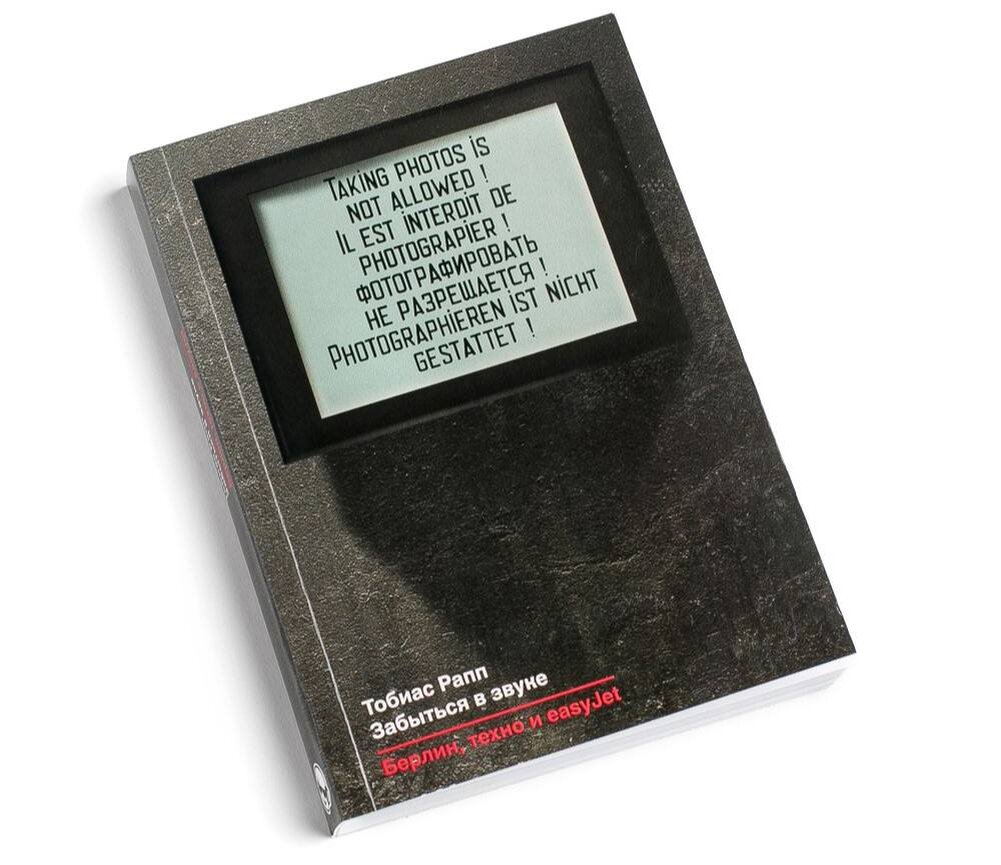 Taking photos is
not allowed !
Il est interdit de
photograpier !
фотографировать
не разрещается !
Photographieren ist nicht
gestattet !
Тобиас Рапп
Забыться в звуке
Берлин, техно и easyJet